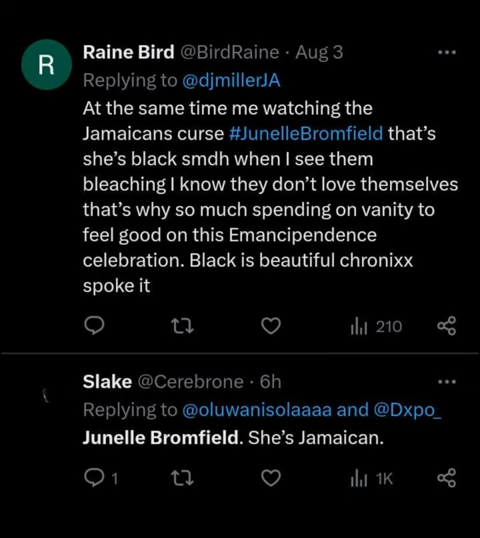 R
Raine Bird @BirdRaine · Aug 3
Replying to @djmillerJA
At the same time me watching the
Jamaicans curse #JunelleBromfield that's
she's black smdh when I see them
bleaching I know they don't love themselves
that's why so much spending on vanity to
feel good on this Emancipendence
celebration. Black is beautiful chronixx
spoke it
210
Slake @Cerebrone · 6h
Replying to @oluwanisolaaaa and @Dxpo_
Junelle Bromfield. She's Jamaican.
1 1K